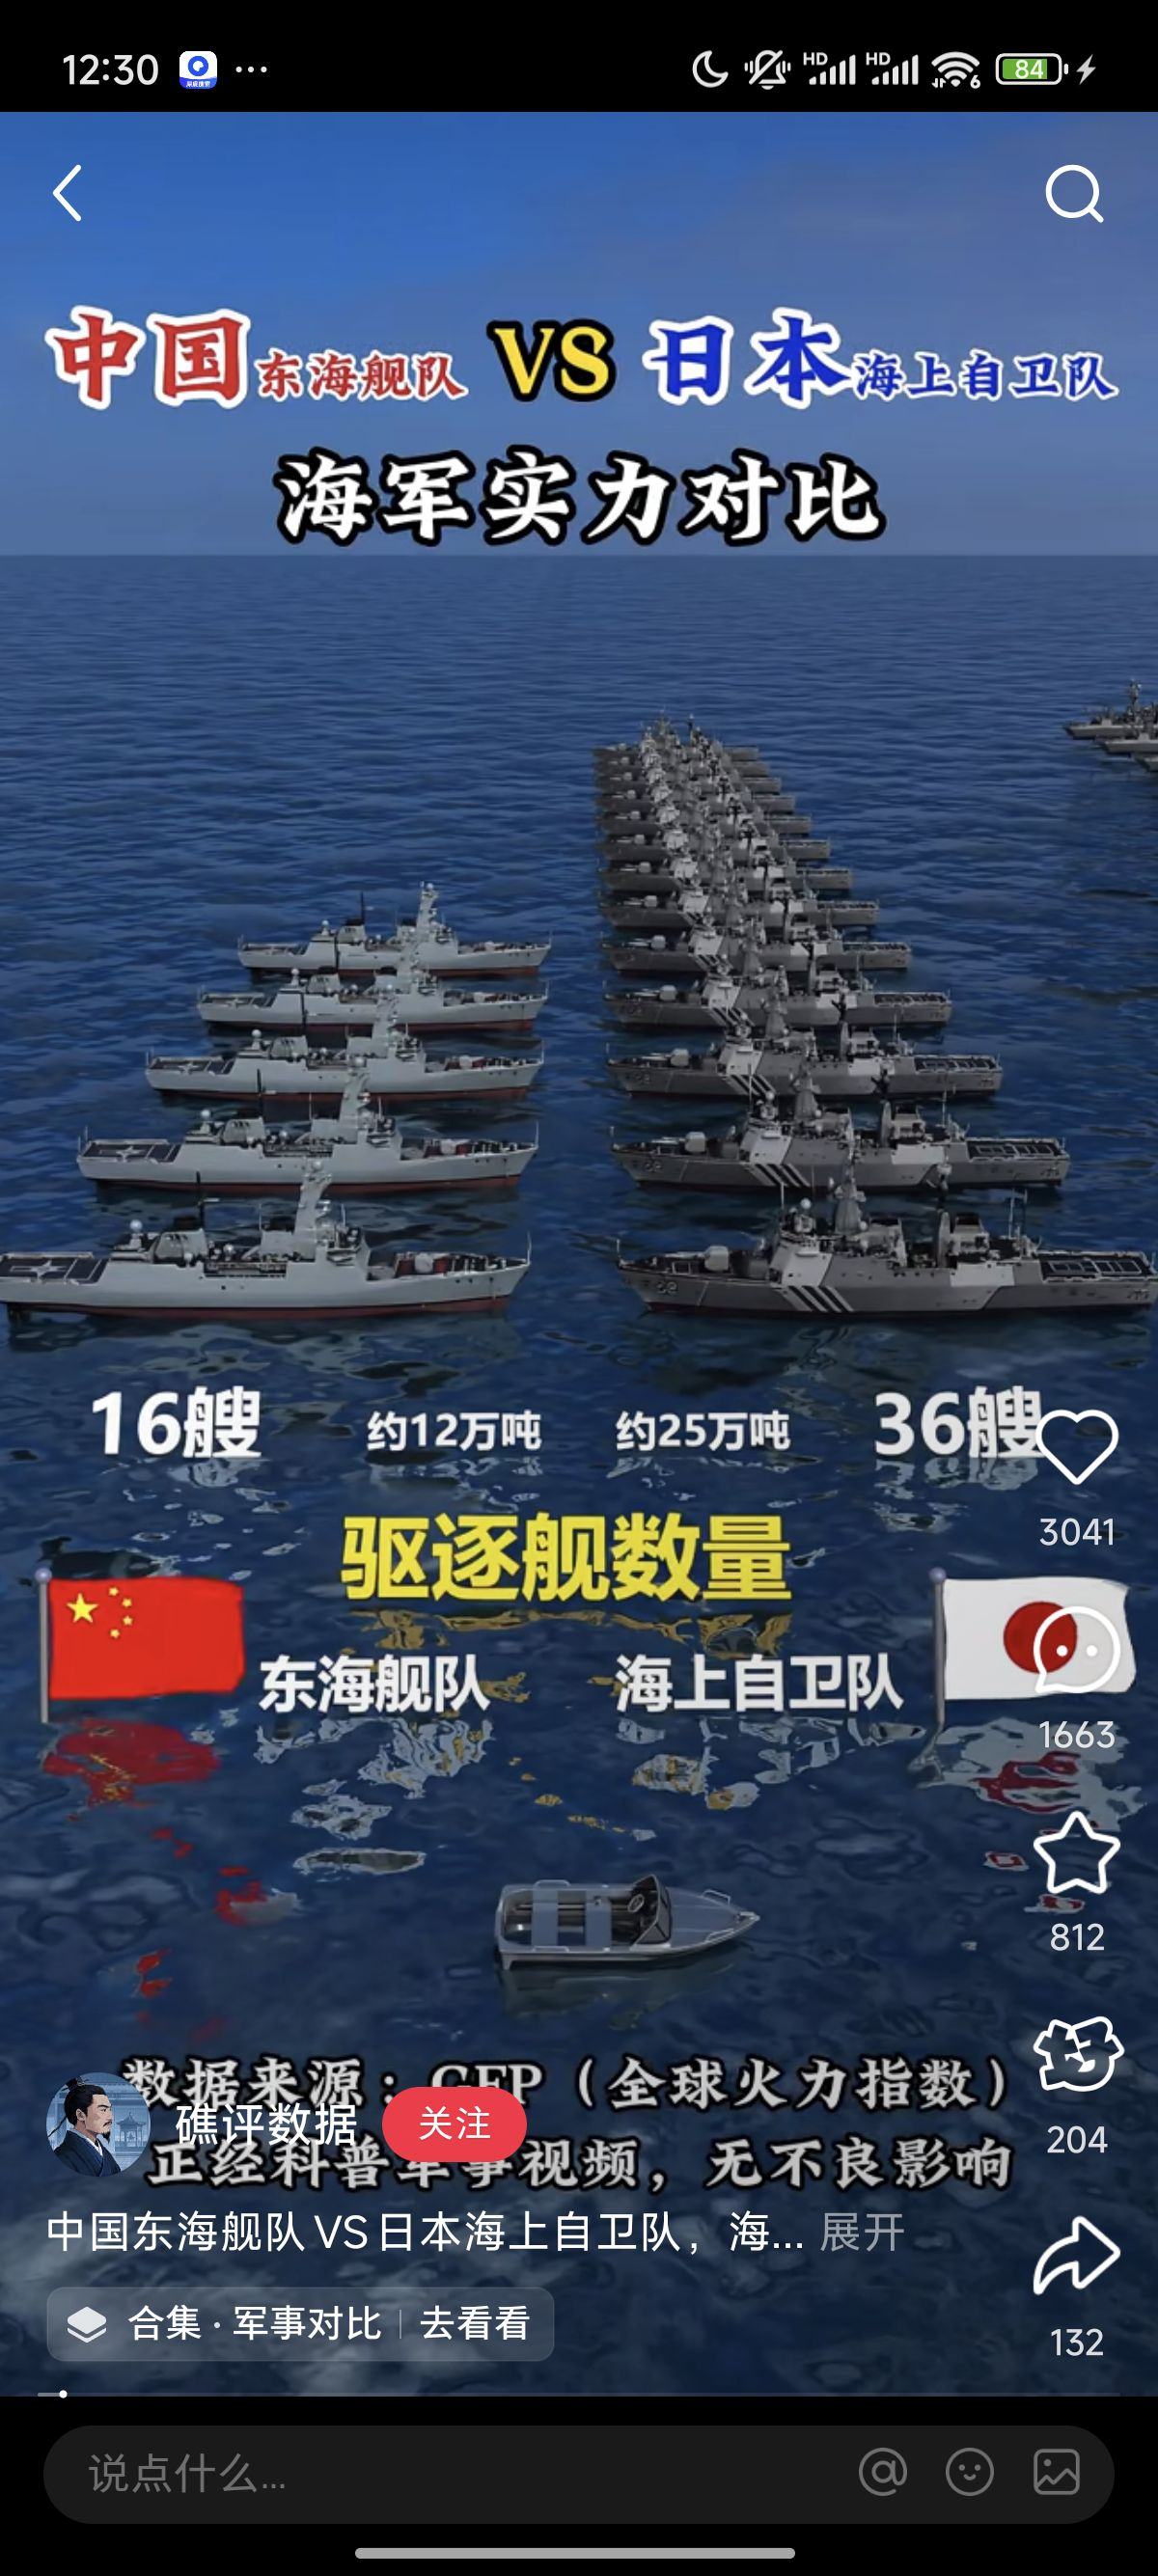 12:30
HD HD 6 84
中国东海舰队 VS 日本海上自卫队
海军实力对比
16艘 约12万吨 约25万吨 36艘
3041
驱逐舰数量
东海舰队 海上自卫队
1663
812
数据来源：GFP（全球火力指数）
礁评数据 关注
204
正经科普军事视频，无不良影响
中国东海舰队VS日本海上自卫队，海... 展开
合集·军事对比 | 去看看
132
说点什么...